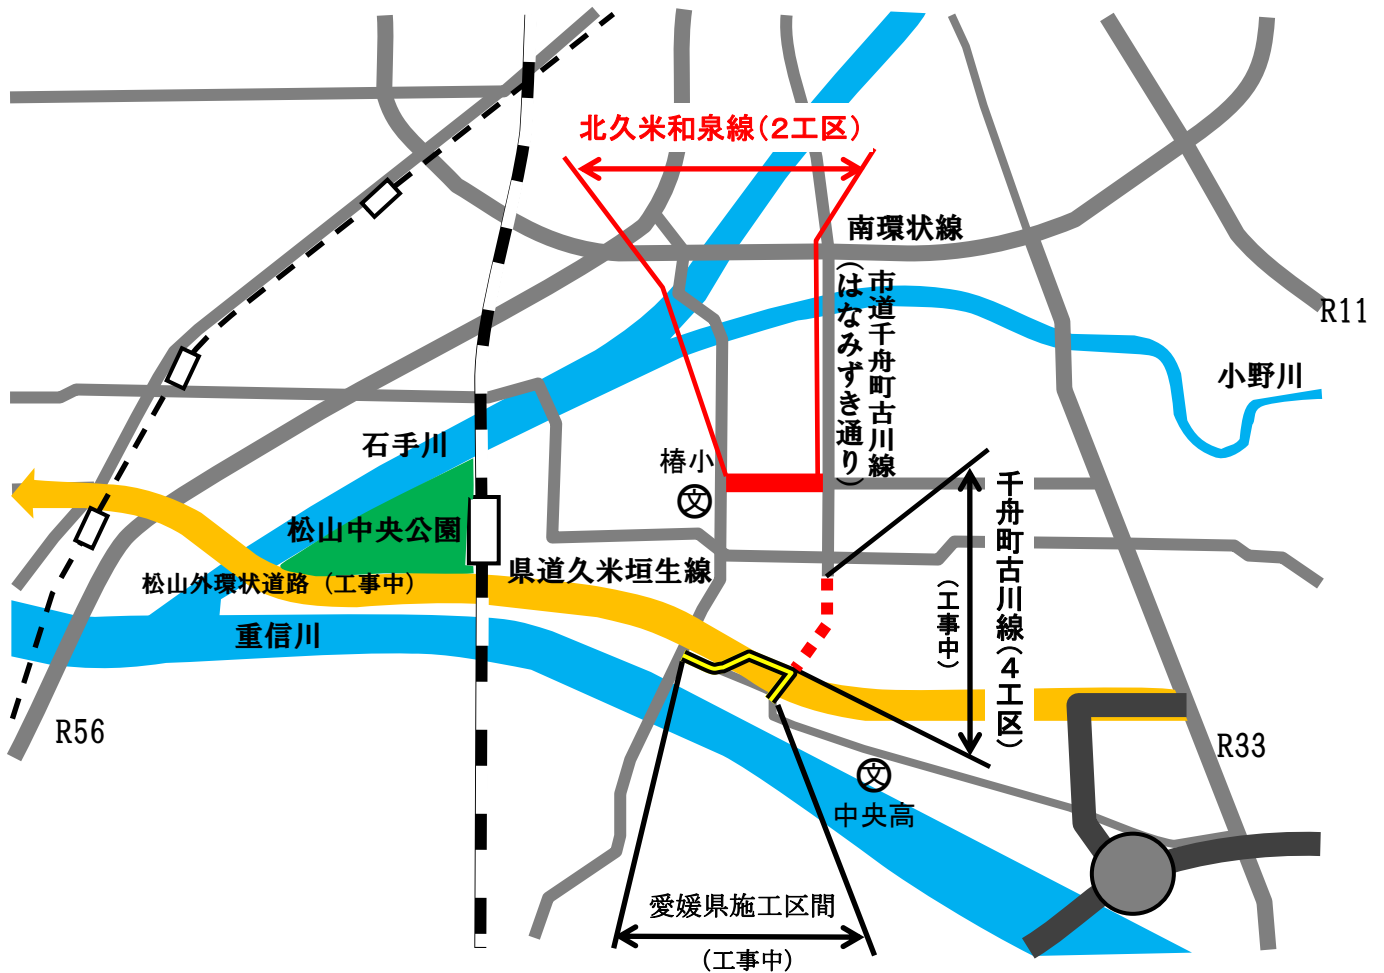 北久米和泉線(２工区)
南環状線
市道千舟町古川線
(はなみずき通り)
R11
小野川
石手川
椿小
文
松山中央公園
千舟町古川線(４工区)
(工事中)
県道久米垣生線
松山外環状道路（工事中）
重信川
R56
R33
文
中央高
愛媛県施工区間
(工事中)